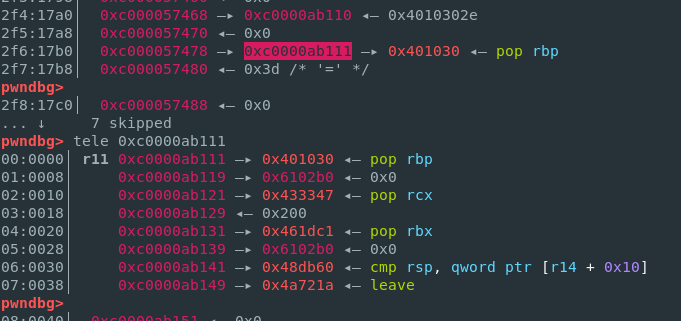 2f4:17a0│ 0xc000057468 —▸ 0xc0000ab110 ◂— 0x4010302e
2f5:17a8│ 0xc000057470 ◂— 0x0
2f6:17b0│ 0xc000057478 —▸ 0xc0000ab111 —▸ 0x401030 ◂— pop rbp
2f7:17b8│ 0xc000057480 ◂— 0x3d /* '=' */
pwndbg>
2f8:17c0│ 0xc000057488 ◂— 0x0
... ↓ 7 skipped
pwndbg> tele 0xc0000ab111
00:0000│ r11 0xc0000ab111 —▸ 0x401030 ◂— pop rbp
01:0008│ 0xc0000ab119 —▸ 0x6102b0 ◂— 0x0
02:0010│ 0xc0000ab121 —▸ 0x433347 ◂— pop rcx
03:0018│ 0xc0000ab129 ◂— 0x200
04:0020│ 0xc0000ab131 —▸ 0x461dc1 ◂— pop rbx
05:0028│ 0xc0000ab139 —▸ 0x6102b0 ◂— 0x0
06:0030│ 0xc0000ab141 —▸ 0x48db60 ◂— cmp rsp, qword ptr [r14 + 0x10]
07:0038│ 0xc0000ab149 —▸ 0x4a721a ◂— leave
pwndbg>
08:0040│ 0xc0000ab151 ◂— 0x0